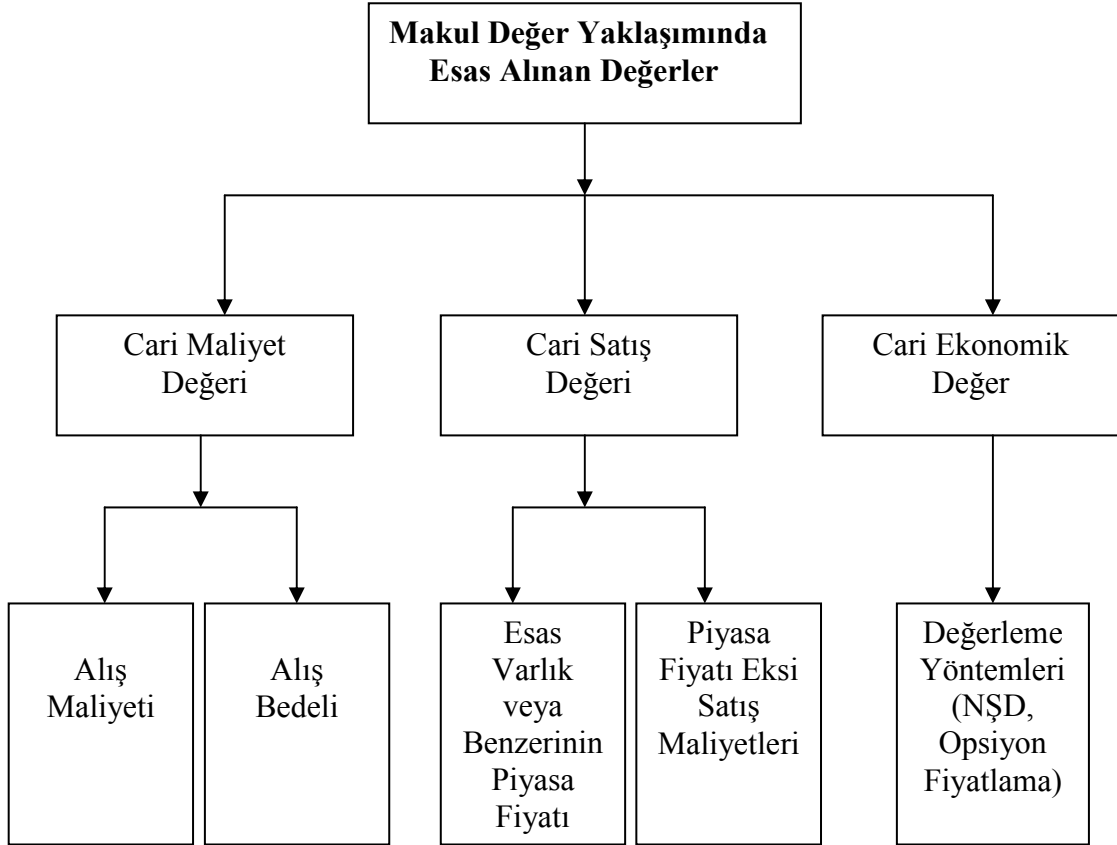 Makul Değer Yaklaşımında
Esas Alınan Değerler
Cari Maliyet
Değeri
Cari Satış
Değeri
Cari Ekonomik
Değer
Alış
Maliyeti
Alış
Bedeli
Esas
Varlık
veya
Benzerinin
Piyasa
Fiyatı
Piyasa
Fiyatı Eksi
Satış
Maliyetleri
Değerleme
Yöntemleri
(NŞD,
Opsiyon
Fiyatlama)